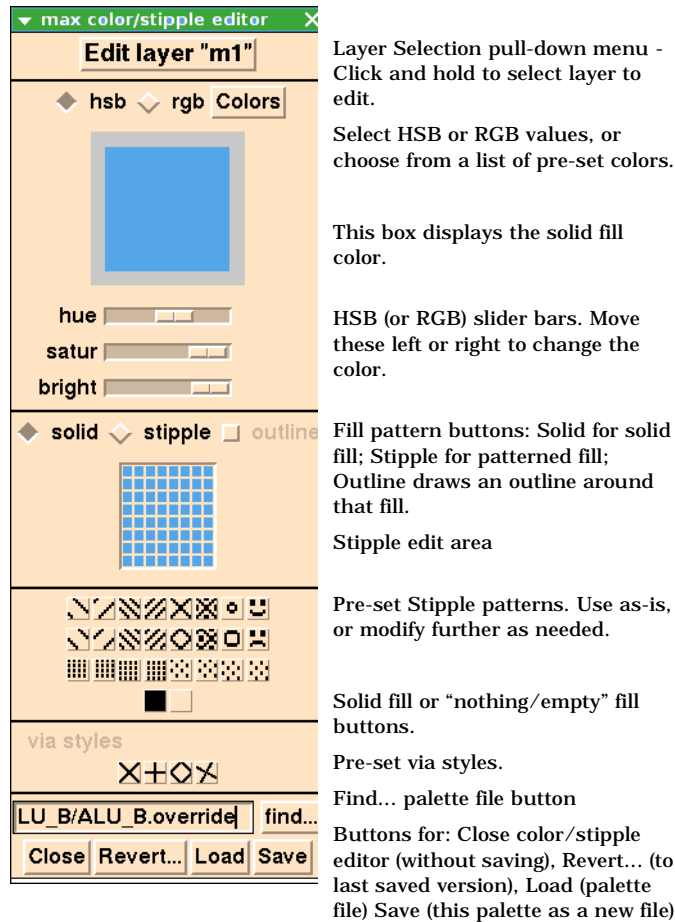 max color/stipple editor
Edit layer "m1"
hsb rgb Colors
hue
satur
bright
solid stipple outline
via styles
LU_B/ALU_B.override find...
Close Revert... Load Save
Layer Selection pull-down menu -
Click and hold to select layer to
edit.
Select HSB or RGB values, or
choose from a list of pre-set colors.
This box displays the solid fill
color.
HSB (or RGB) slider bars. Move
these left or right to change the
color.
Fill pattern buttons: Solid for solid
fill; Stipple for patterned fill;
Outline draws an outline around
that fill.
Stipple edit area
Pre-set Stipple patterns. Use as-is,
or modify further as needed.
Solid fill or “nothing/empty” fill
buttons.
Pre-set via styles.
Find… palette file button
Buttons for: Close color/stipple
editor (without saving), Revert… (to
last saved version), Load (palette
file) Save (this palette as a new file)